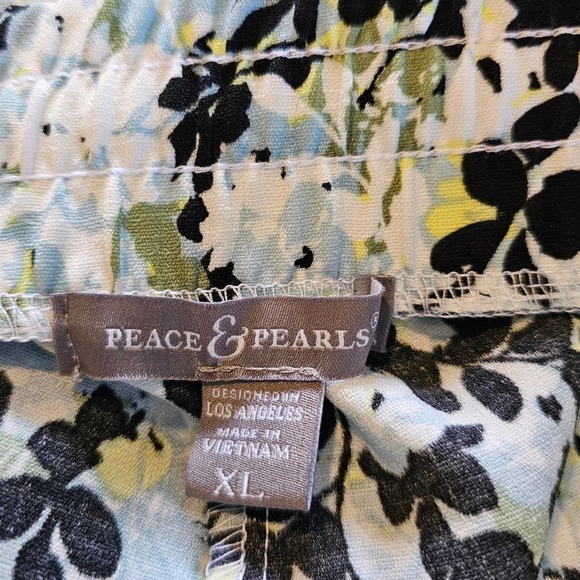 PEACE & PEARLS®
DESIGNED IN
LOS ANGELES
MADE IN
VIETNAM
XL